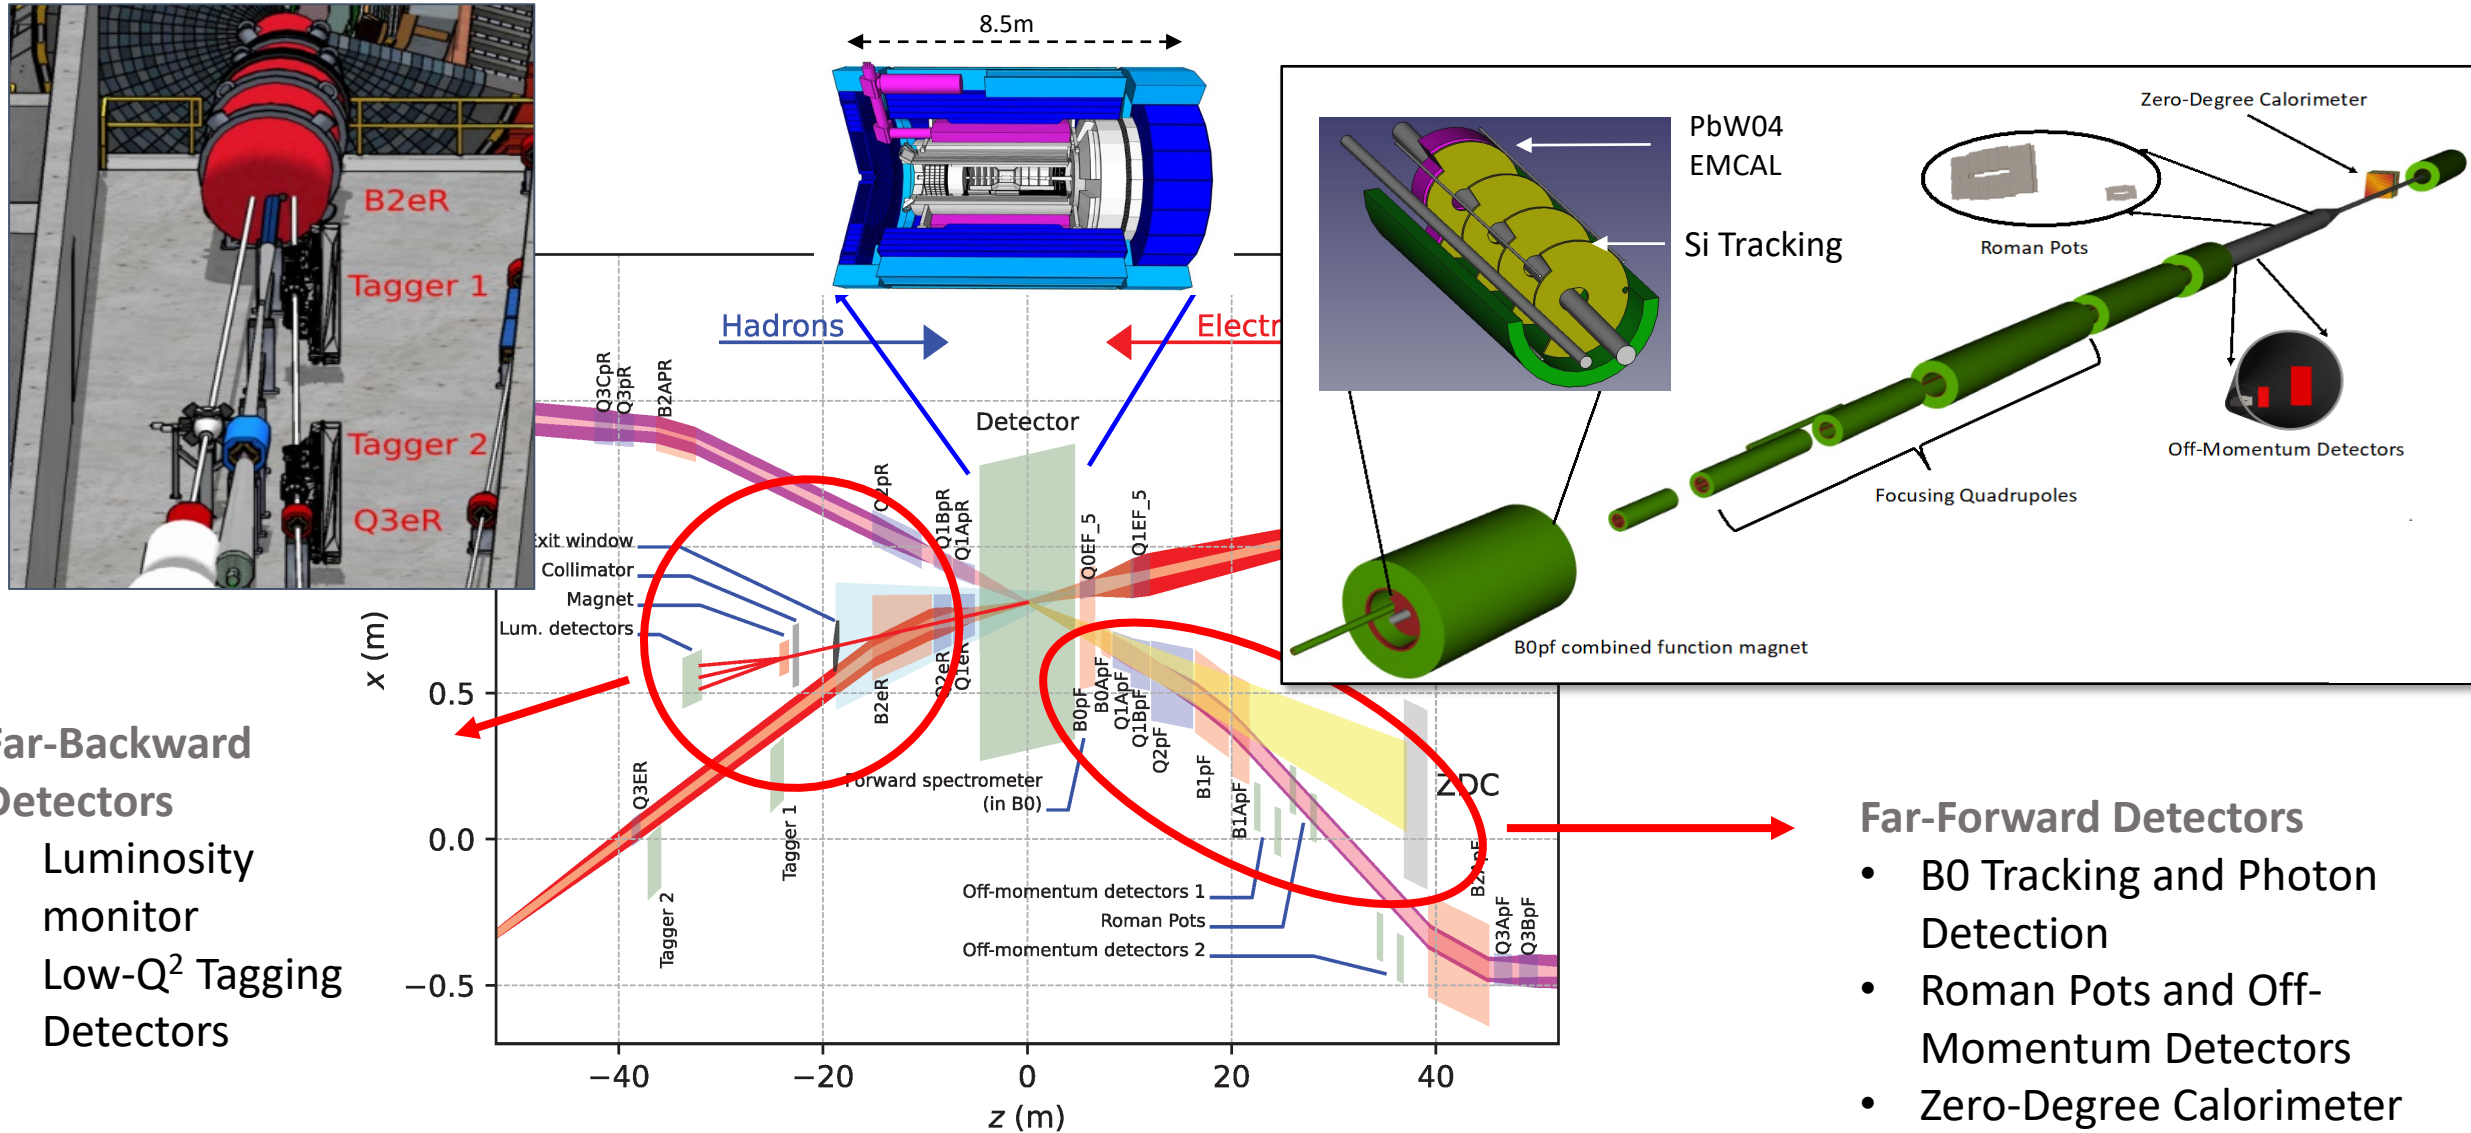 8.5m
B2eR
Tagger 1
Tagger 2
Q3eR
PbW04
EMCAL
Si Tracking
Zero-Degree Calorimeter
Roman Pots
Off-Momentum Detectors
Focusing Quadrupoles
B0pf combined function magnet
Hadrons
Electr
Detector
Q3CpR
Q3pR
B2APR
Q2pR
Q1BpR
Q1ApR
Q0EF_5
Q1EF_5
xit window
Collimator
Magnet
Lum. detectors
B2eR
Q2eR
Q1eR
B0pF
B0ApF
Q1ApF
Q1BpF
Q2pF
B1pF
B1ApF
ZDC
B2ApF
Q3ApF
Q3BpF
Q3ER
Tagger 1
Tagger 2
Forward spectrometer
(in B0)
Off-momentum detectors 1
Roman Pots
Off-momentum detectors 2
x (m)
0.5
0.0
−0.5
−40
−20
0
20
40
z (m)
Far-Backward
Detectors
Luminosity
monitor
Low-Q² Tagging
Detectors
Far-Forward Detectors
• B0 Tracking and Photon
Detection
• Roman Pots and Off-
Momentum Detectors
• Zero-Degree Calorimeter